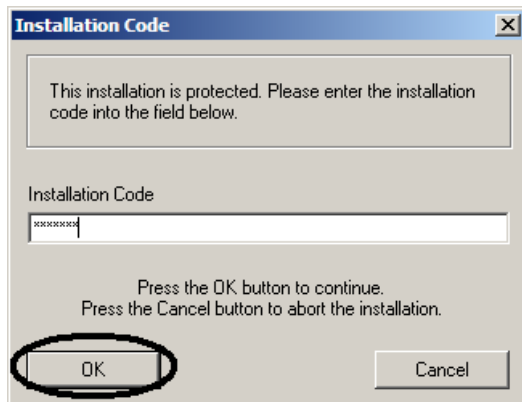 Installation Code
This installation is protected. Please enter the installation
code into the field below.
Installation Code
*******
Press the OK button to continue.
Press the Cancel button to abort the installation.
OK
Cancel